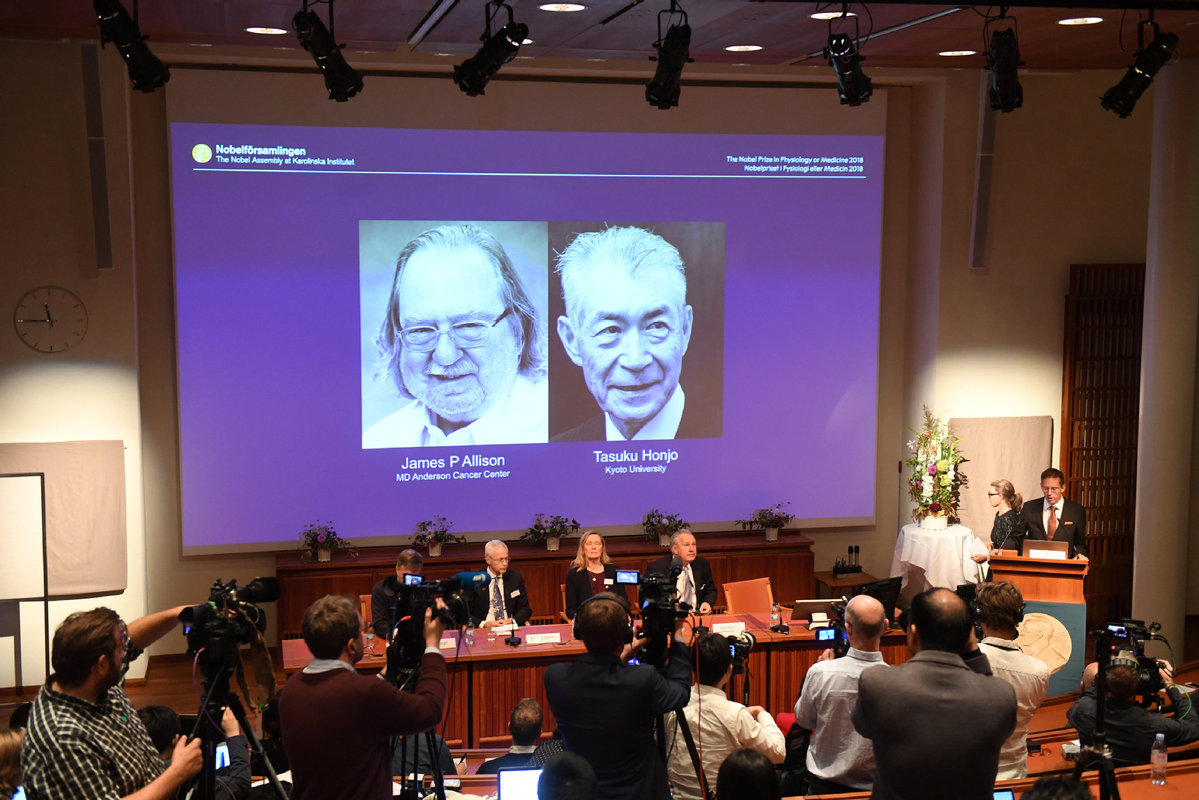 Nobelförsamlingen
The Nobel Assembly at Karolinska Institutet
The Nobel Prize in Physiology or Medicine 2018
Nobelpriset i Fysiologi eller Medicin 2018
James P Allison
MD Anderson Cancer Center
Tasuku Honjo
Kyoto University